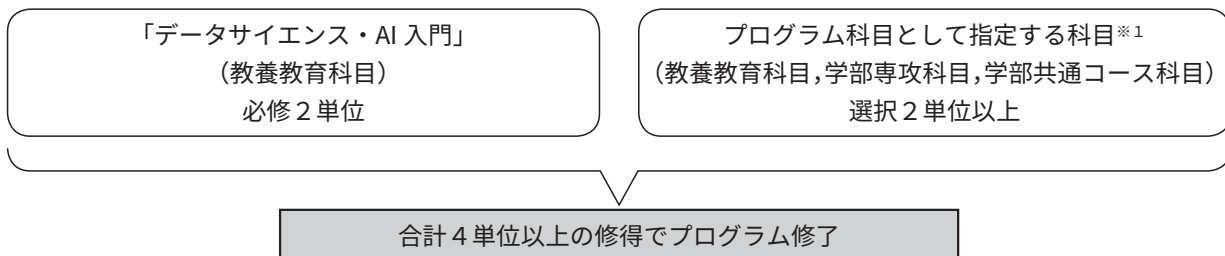 「データサイエンス・AI 入門」
(教養教育科目)
必修2単位
プログラム科目として指定する科目※1
(教養教育科目,学部専攻科目,学部共通コース科目)
選択2単位以上
合計4単位以上の修得でプログラム修了